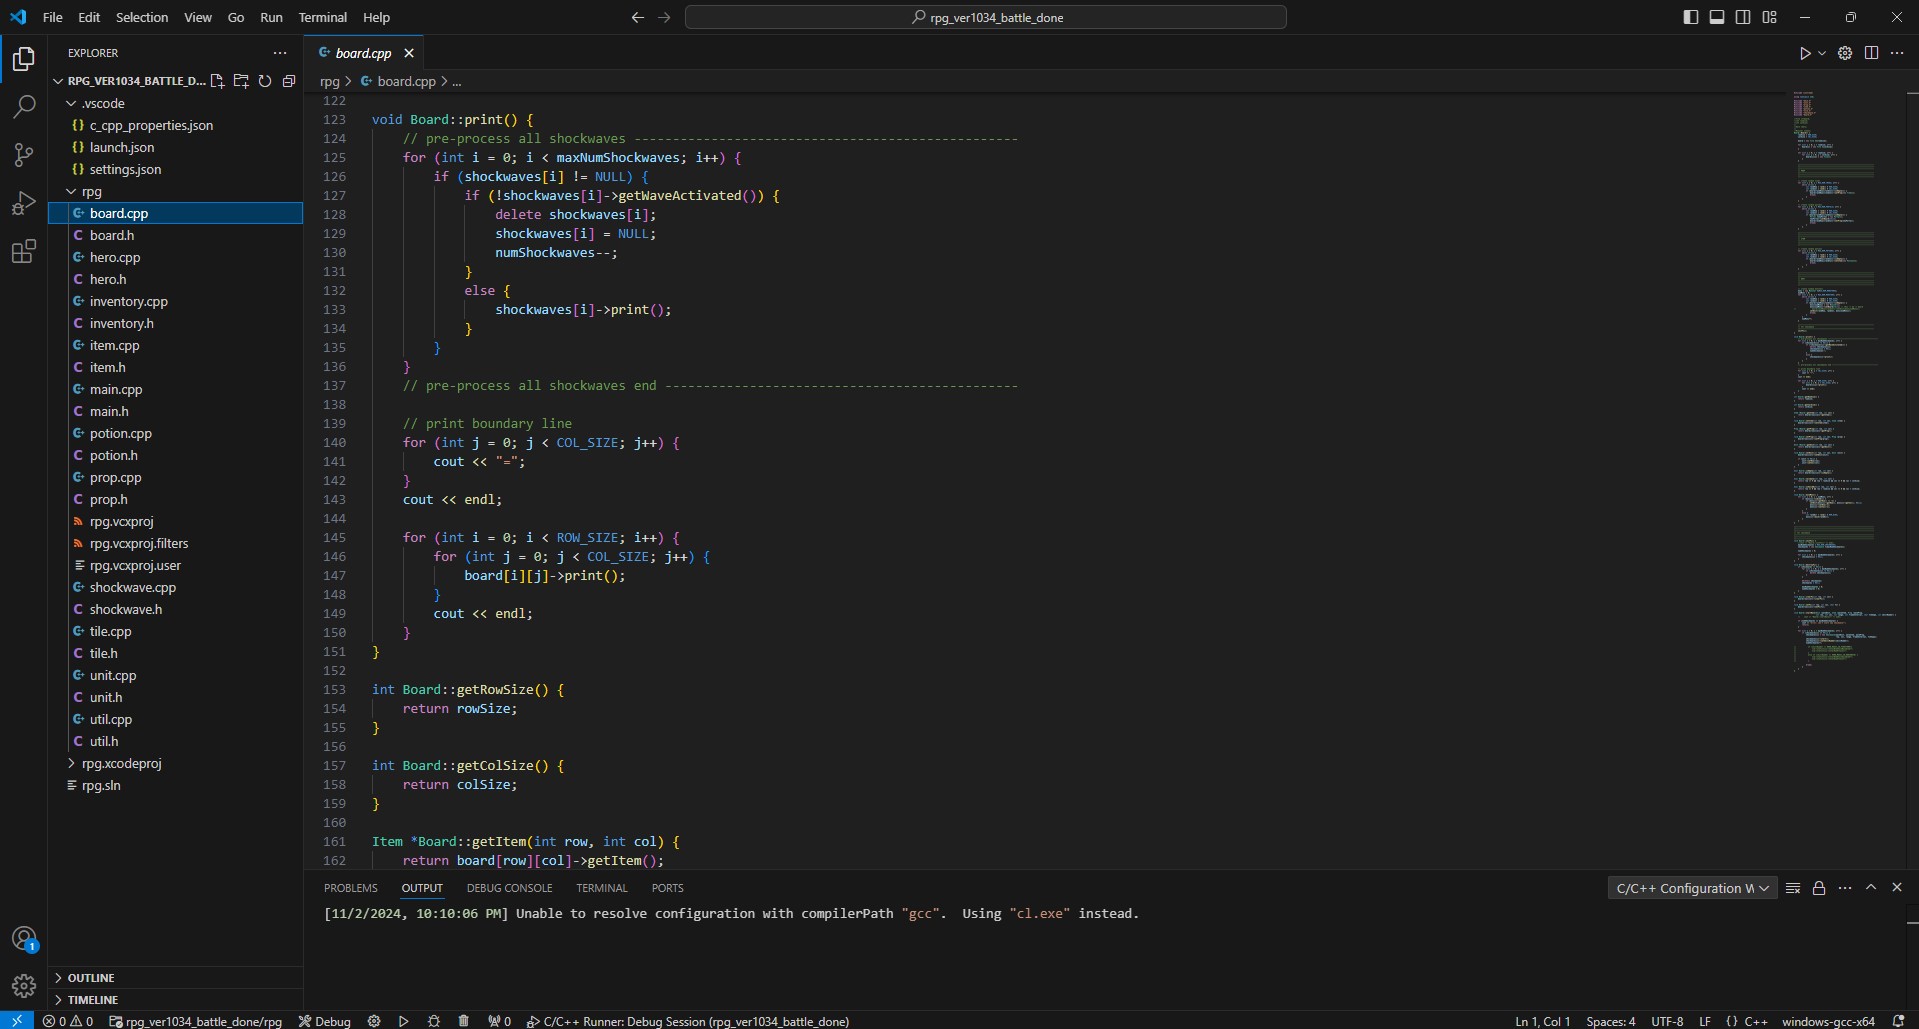 File Edit Selection View Go Run Terminal Help
rpg_ver1034_battle_done
EXPLORER
RPG_VER1034_BATTLE_D...
.vscode
c_cpp_properties.json
launch.json
settings.json
rpg
board.cpp
board.h
hero.cpp
hero.h
inventory.cpp
inventory.h
item.cpp
item.h
main.cpp
main.h
potion.cpp
potion.h
prop.cpp
prop.h
rpg.vcxproj
rpg.vcxproj.filters
rpg.vcxproj.user
shockwave.cpp
shockwave.h
tile.cpp
tile.h
unit.cpp
unit.h
util.cpp
util.h
rpg.xcodeproj
rpg.sln
OUTLINE
TIMELINE
board.cpp
rpg > board.cpp > ...
122
123 void Board::print() {
124 // pre-process all shockwaves --------------------------------------------------
125 for (int i = 0; i < maxNumShockwaves; i++) {
126 if (shockwaves[i] != NULL) {
127 if (!shockwaves[i]->getWaveActivated()) {
128 delete shockwaves[i];
129 shockwaves[i] = NULL;
130 numShockwaves--;
131 }
132 else {
133 shockwaves[i]->print();
134 }
135 }
136 }
137 // pre-process all shockwaves end ----------------------------------------------
138
139 // print boundary line
140 for (int j = 0; j < COL_SIZE; j++) {
141 cout << "=";
142 }
143 cout << endl;
144
145 for (int i = 0; i < ROW_SIZE; i++) {
146 for (int j = 0; j < COL_SIZE; j++) {
147 board[i][j]->print();
148 }
149 cout << endl;
150 }
151 }
152
153 int Board::getRowSize() {
154 return rowSize;
155 }
156
157 int Board::getColSize() {
158 return colSize;
159 }
160
161 Item *Board::getItem(int row, int col) {
162 return board[row][col]->getItem();
PROBLEMS OUTPUT DEBUG CONSOLE TERMINAL PORTS
C/C++ Configuration W
[11/2/2024, 10:10:06 PM] Unable to resolve configuration with compilerPath "gcc".  Using "cl.exe" instead.
1
0 0 rpg_ver1034_battle_done/rpg Debug 0 C/C++ Runner: Debug Session (rpg_ver1034_battle_done) Ln 1, Col 1 Spaces: 4 UTF-8 LF {} C++ windows-gcc-x64